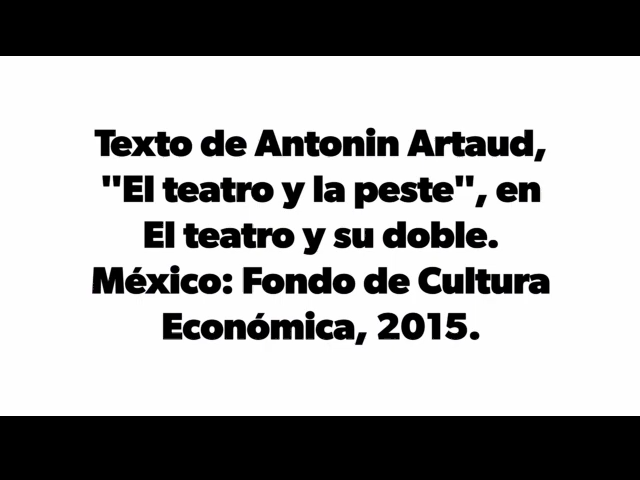 Texto de Antonin Artaud,
"El teatro y la peste", en
El teatro y su doble.
México: Fondo de Cultura
Económica, 2015.